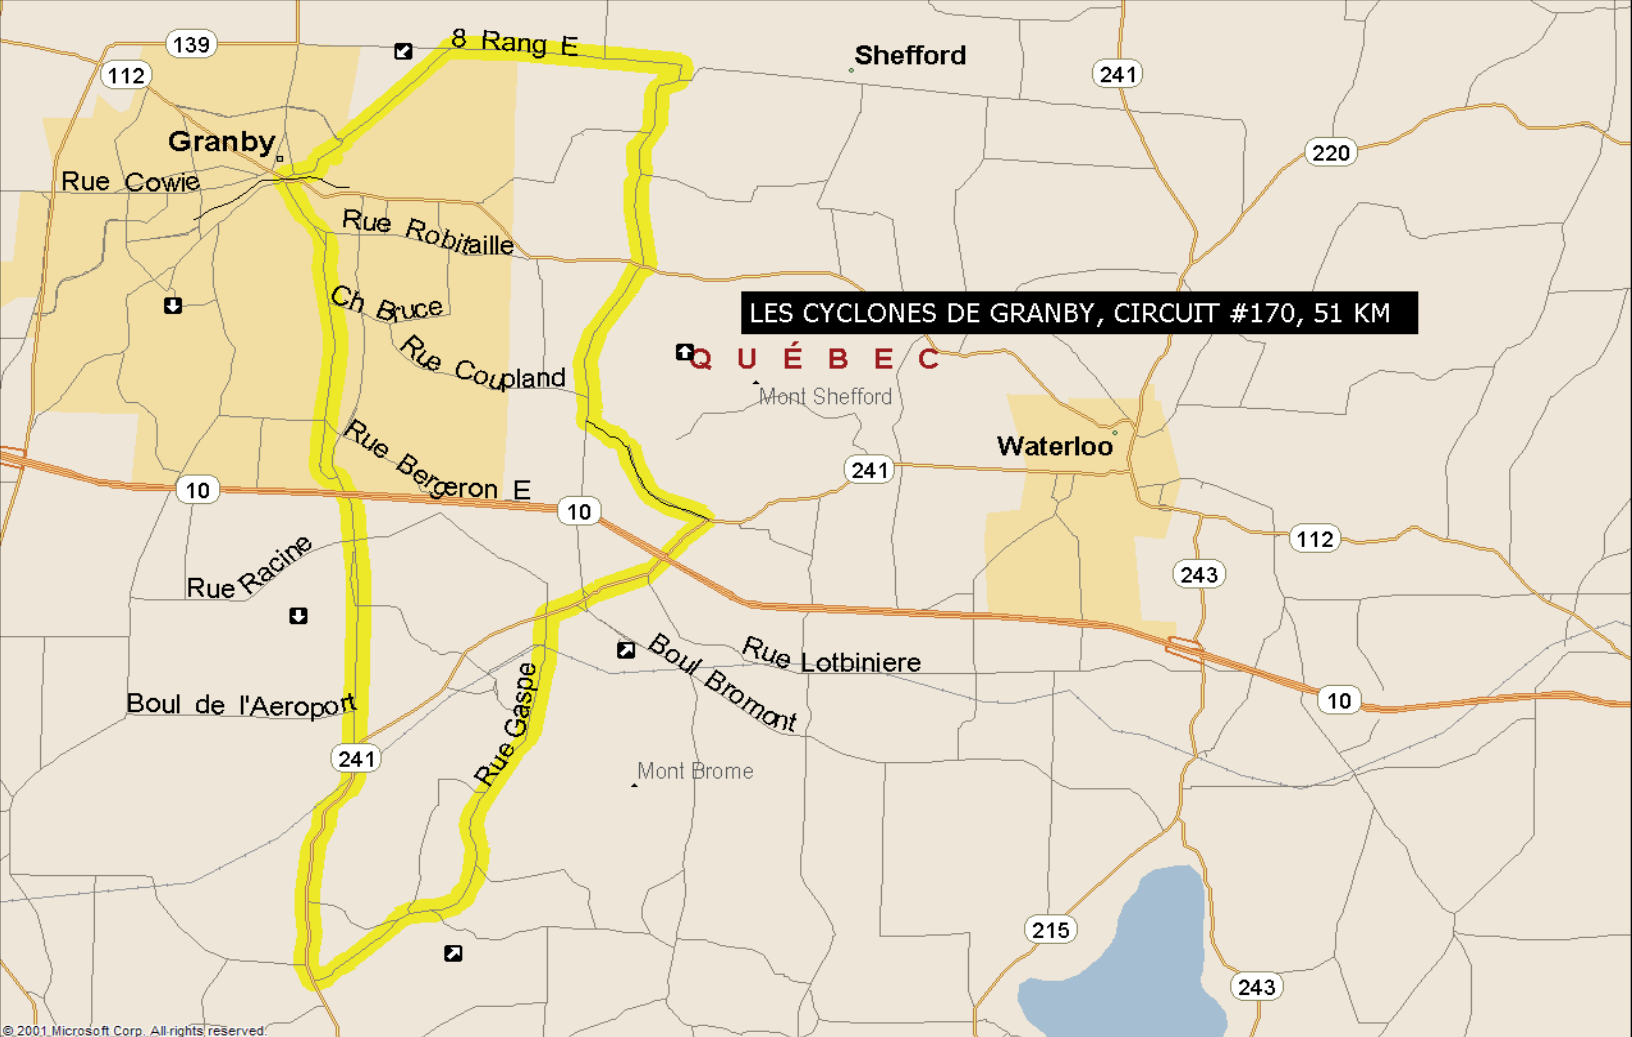 139
8 Rang E
Shefford
112
241
Granby
220
Rue Cowie
Rue Robitaille
Ch Bruce
LES CYCLONES DE GRANBY, CIRCUIT #170, 51 KM
QUÉBEC
Rue Coupland
Mont Shefford
Rue Bergeron E
Waterloo
241
10
10
112
Rue Racine
243
Boul Bromont
Rue Lotbiniere
Rue Gaspe
Boul de l'Aeroport
10
241
Mont Brome
215
243
© 2001 Microsoft Corp. All rights reserved.